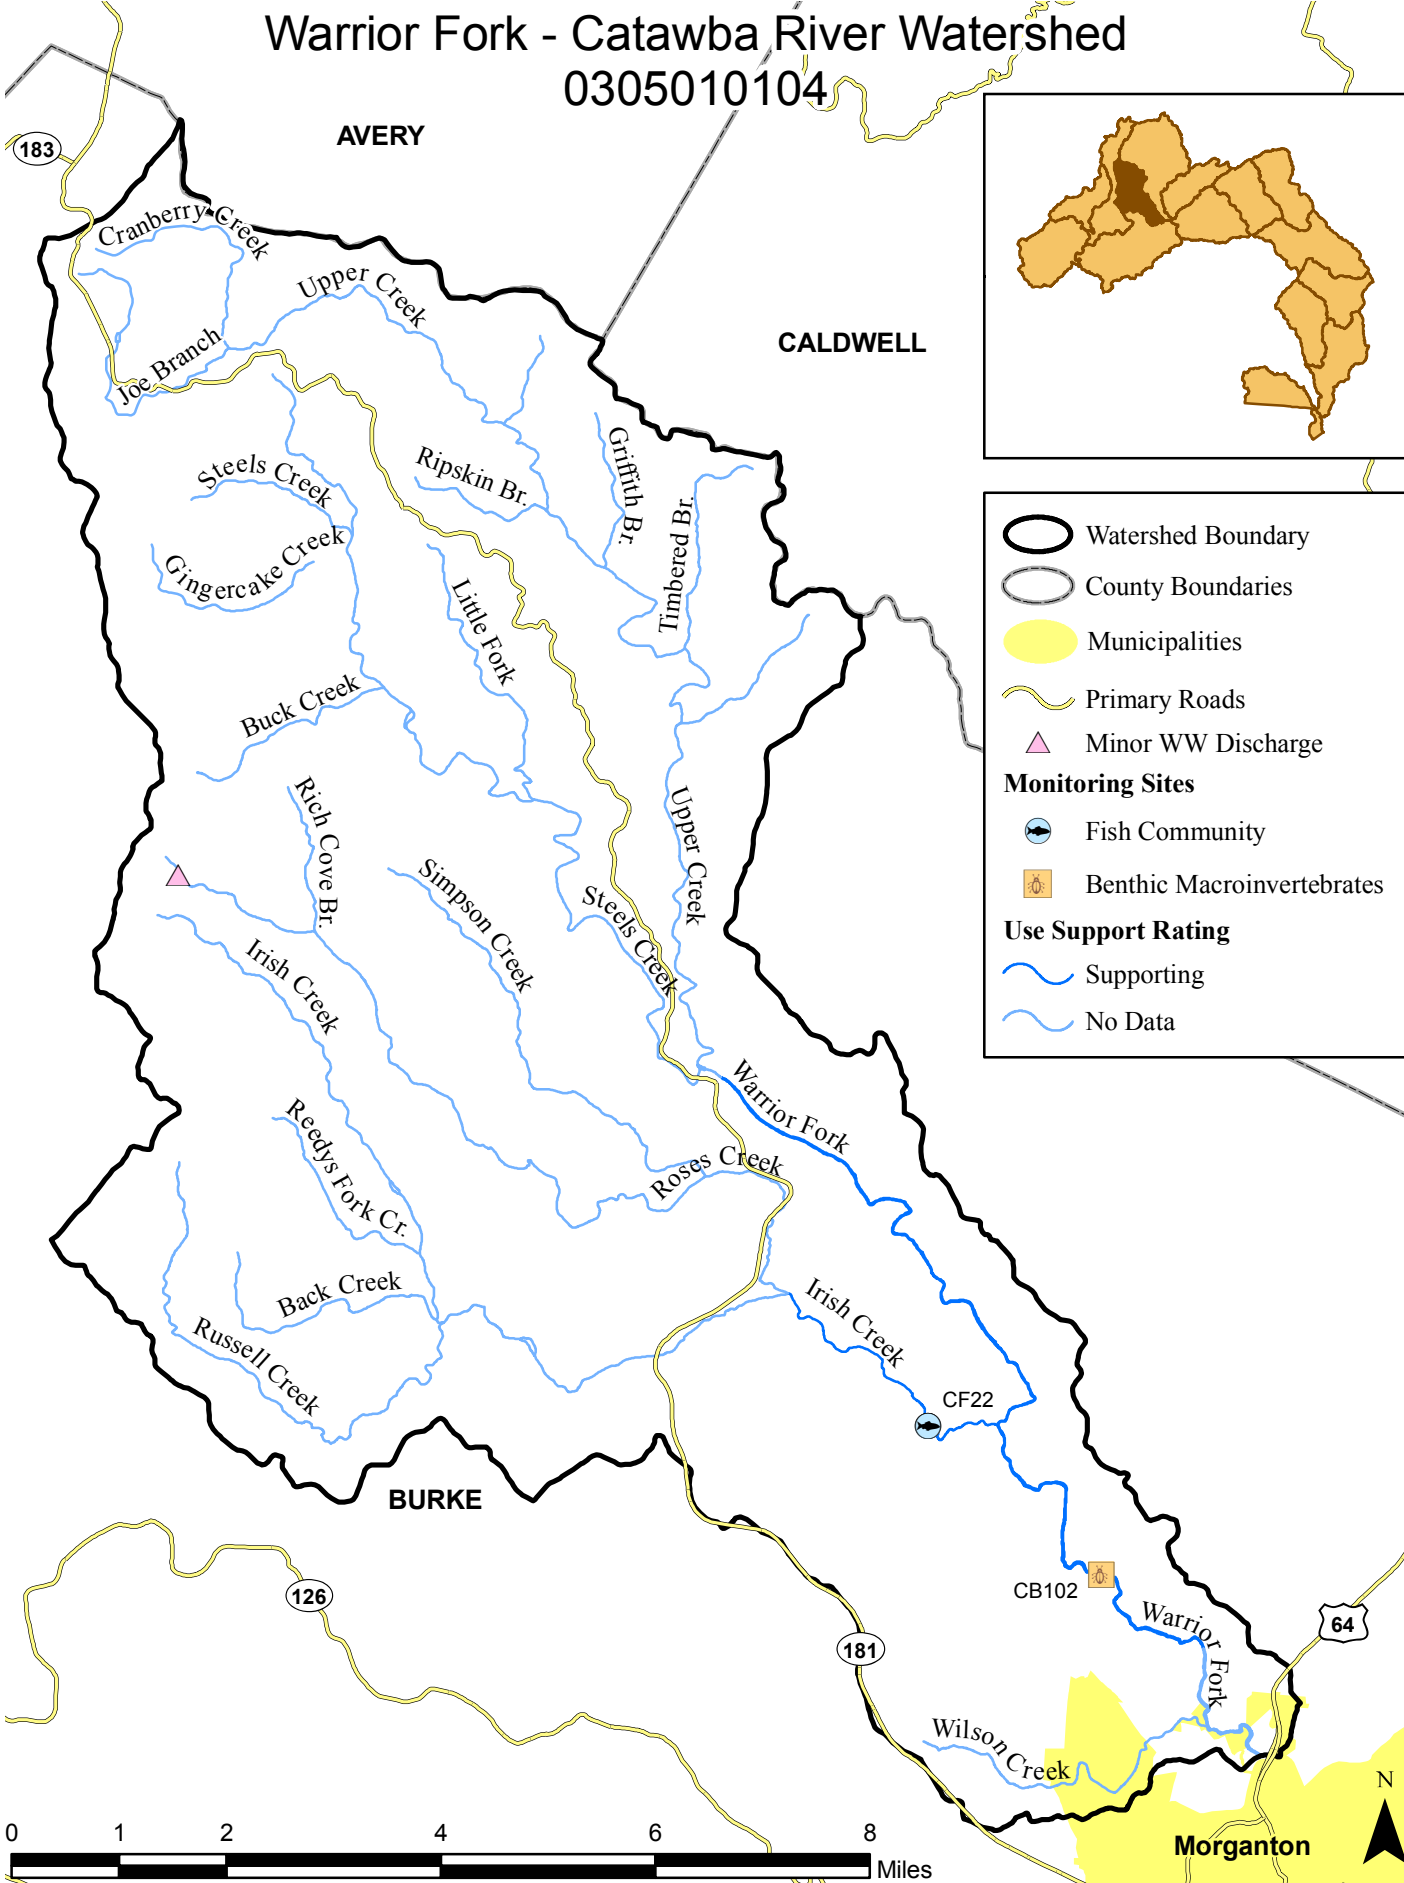 Warrior Fork - Catawba River Watershed
0305010104
AVERY
183
Cranberry Creek
Upper Creek
CALDWELL
Joe Branch
Steels Creek
Ripskin Br.
Griffith Br.
Timbered Br.
Gingercake Creek
Little Fork
Buck Creek
Rich Cove Br.
Upper Creek
Simpson Creek
Steels Creek
Irish Creek
Warrior Fork
Reedys Fork Cr.
Roses Creek
Back Creek
Irish Creek
Russell Creek
CF22
BURKE
CB102
126
Warrior Fork
64
181
Wilson Creek
Morganton
N
0 1 2 4 6 8
Miles
Watershed Boundary
County Boundaries
Municipalities
Primary Roads
Minor WW Discharge
Monitoring Sites
Fish Community
Benthic Macroinvertebrates
Use Support Rating
Supporting
No Data